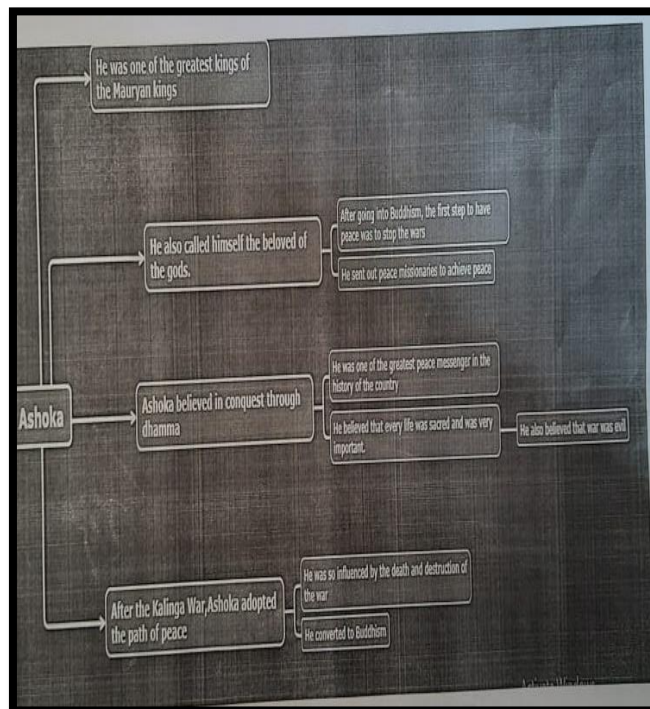 He was one of the greatest kings of
the Mauryan kings
He also called himself the beloved of
the gods.
After going into Buddhism, the first step to have
peace was to stop the wars
He sent out peace missionaries to achieve peace
Ashoka
Ashoka believed in conquest through
dhamma
He was one of the greatest peace messenger in the
history of the country
He believed that every life was sacred and was very
important.
He also believed that war was evil
After the Kalinga War,Ashoka adopted
the path of peace
He was so influenced by the death and destruction of
the war
He converted to Buddhism